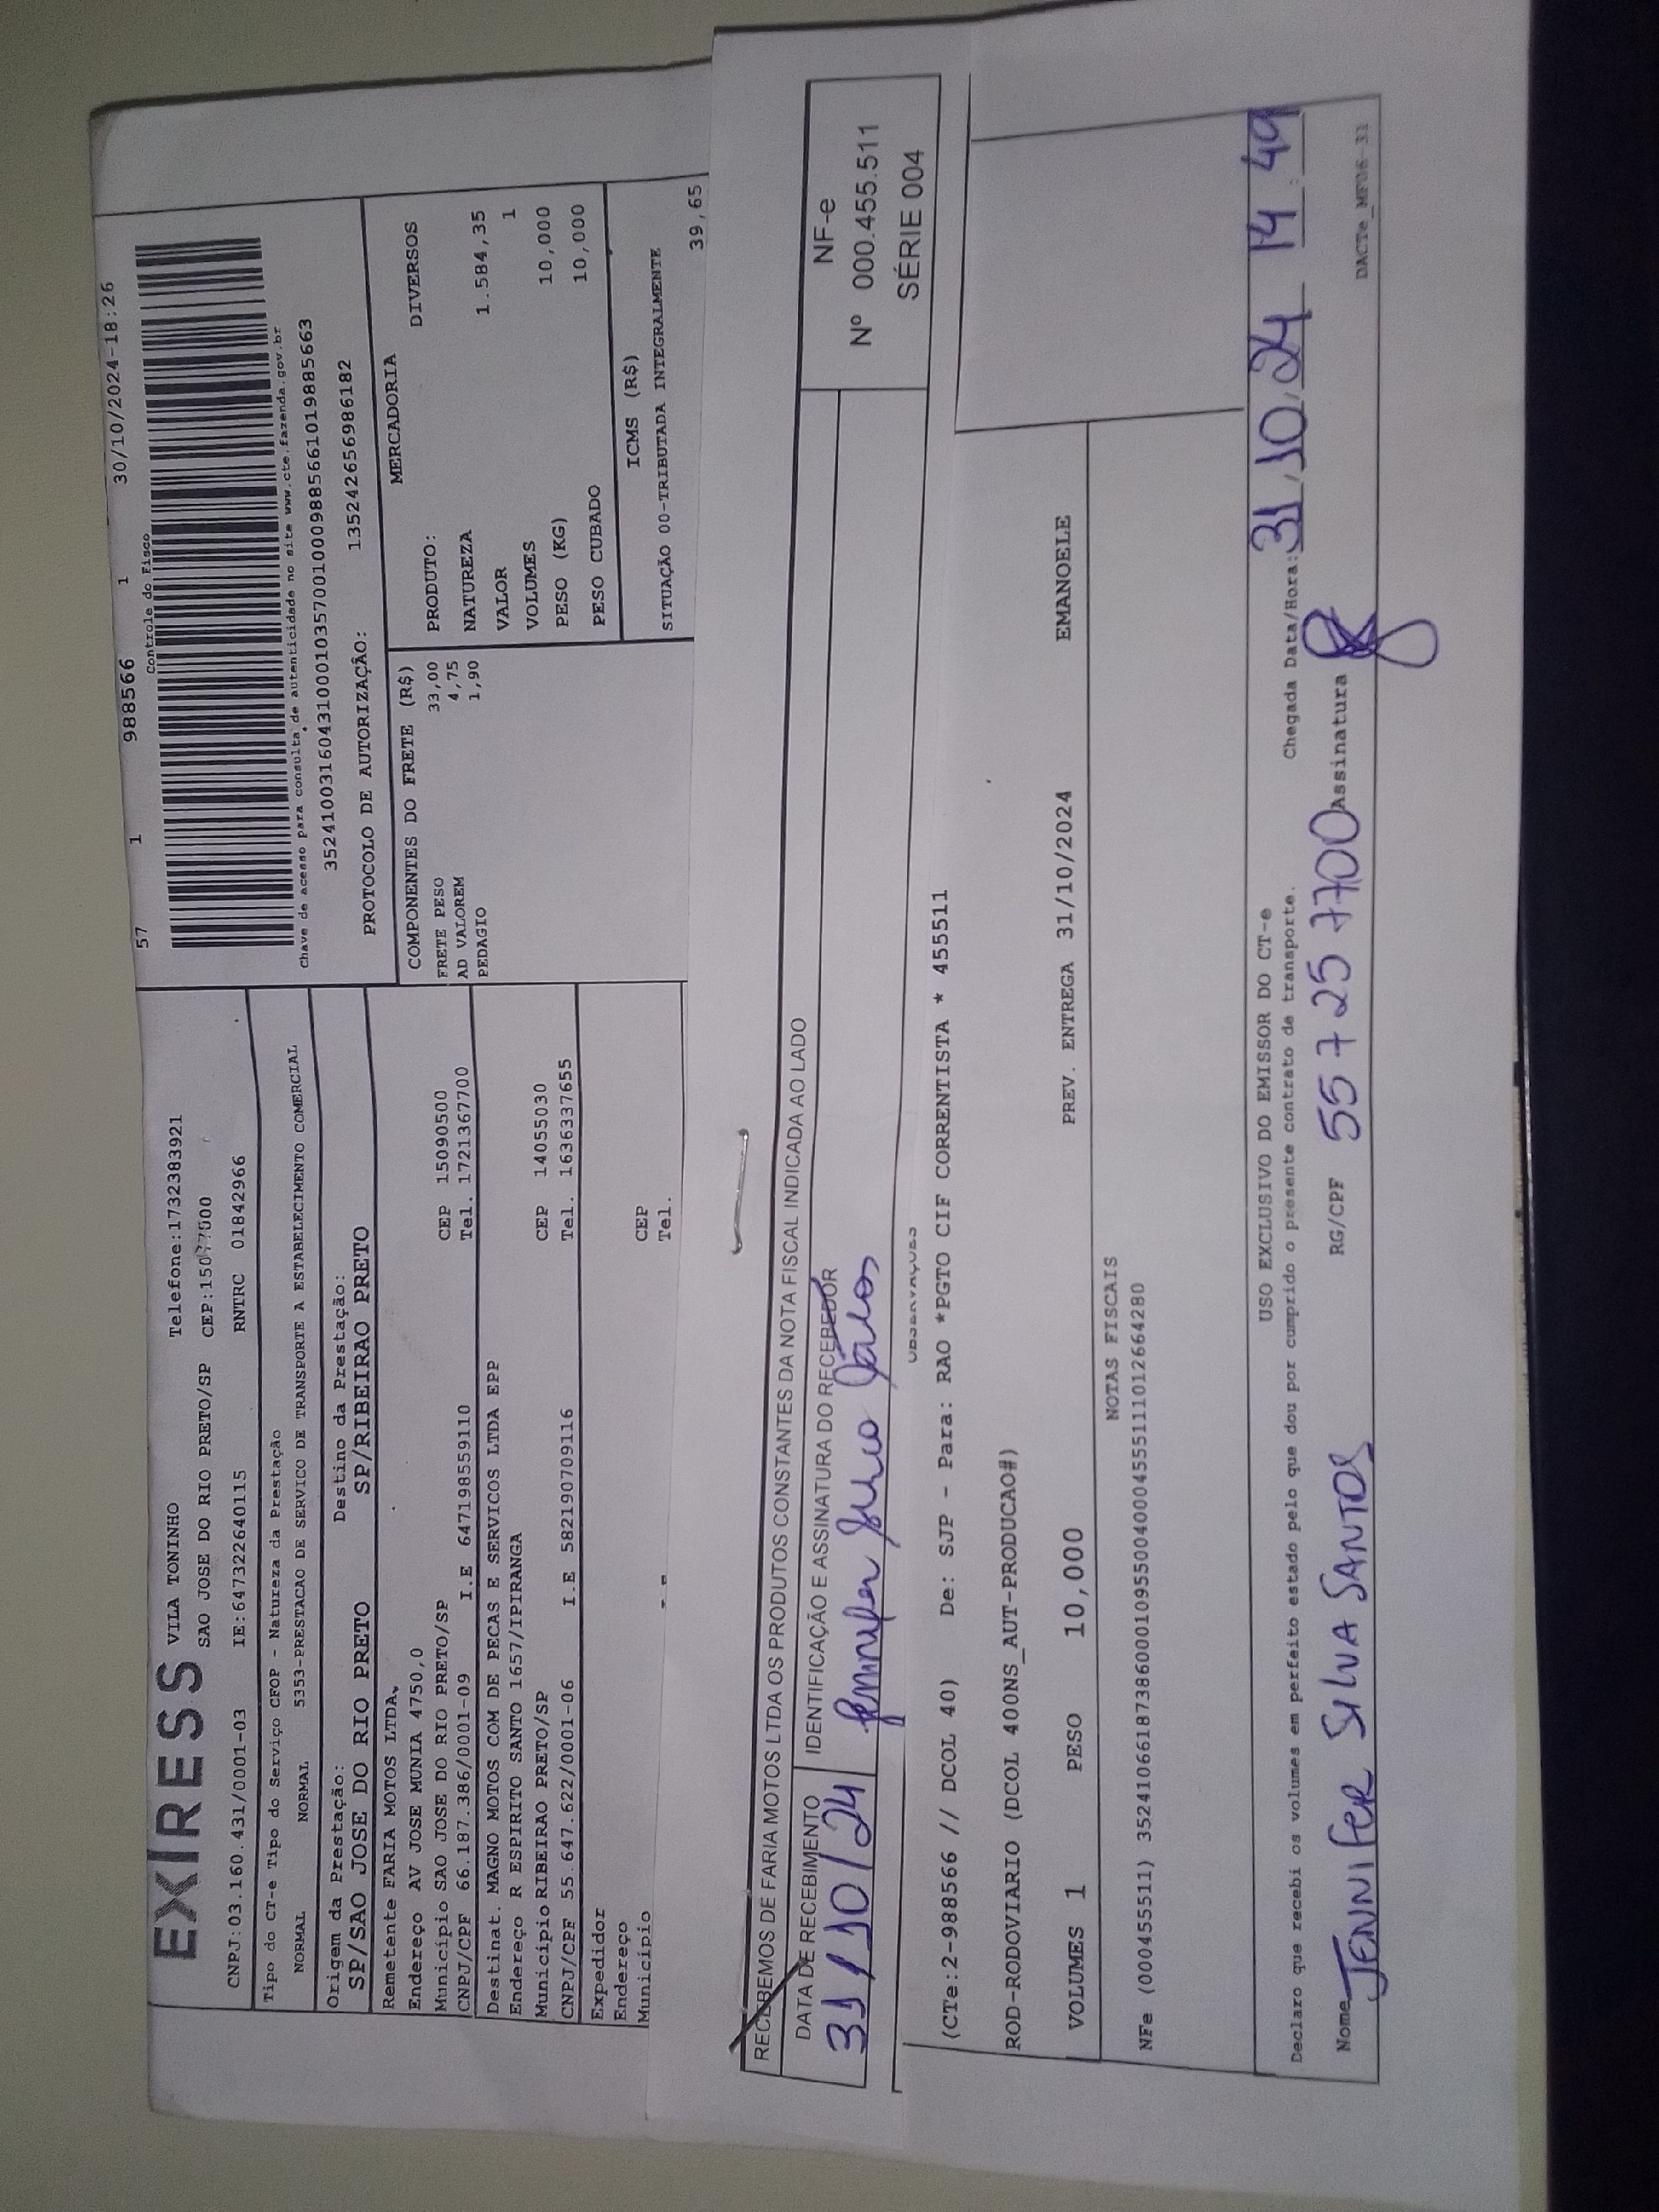 EXPRESS VILA TONINHO Telefone:1732383921
SAO JOSE DO RIO PRETO/SP CEP:15077000
CNPJ:03.160.431/0001-03 IE:647322640115 RNTRC 01842966
57 1 988566 1 30/10/2024-18:26
Controle do Fisco
Chave de acesso para consulta de autenticidade no site www.cte.fazenda.gov.br
35241003160431000103570010009885661019885663
PROTOCOLO DE AUTORIZAÇÃO: 135242656986182
Tipo do CT-e Tipo do Serviço CFOP - Natureza da Prestação
NORMAL NORMAL 5353-PRESTACAO DE SERVICO DE TRANSPORTE A ESTABELECIMENTO COMERCIAL
Origem da Prestação: Destino da Prestação:
SP/SAO JOSE DO RIO PRETO SP/RIBEIRAO PRETO
Remetente FARIA MOTOS LTDA.
Endereço AV JOSE MUNIA 4750,0
Município SAO JOSE DO RIO PRETO/SP CEP 15090500
CNPJ/CPF 66.187.386/0001-09 I.E 647198559110 Tel. 1721367700
Destinat. MAGNO MOTOS COM DE PECAS E SERVICOS LTDA EPP
Endereço R ESPIRITO SANTO 1657/IPIRANGA
Município RIBEIRAO PRETO/SP CEP 14055030
CNPJ/CPF 55.647.622/0001-06 I.E 582190709116 Tel. 1636337655
Expedidor
Endereço
Município CEP
Tel.
COMPONENTES DO FRETE (R$)
FRETE PESO 33,00
AD VALOREM 4,75
PEDAGIO 1,90
MERCADORIA
PRODUTO: DIVERSOS
NATUREZA
VALOR 1.584,35
VOLUMES 1
PESO (KG) 10,000
PESO CUBADO 10,000
ICMS (R$)
SITUAÇÃO 00-TRIBUTADA INTEGRALMENTE
39,65
RECEBEMOS DE FARIA MOTOS LTDA OS PRODUTOS CONSTANTES DA NOTA FISCAL INDICADA AO LADO
DATA DE RECEBIMENTO IDENTIFICAÇÃO E ASSINATURA DO RECEBEDOR
31/10/24 Jennifer Silva Santos
NF-e
Nº 000.455.511
SÉRIE 004
OBSERVAÇÕES
(CTe:2-988566 // DCOL 40) De: SJP - Para: RAO *PGTO CIF CORRENTISTA * 455511
ROD-RODOVIARIO (DCOL 400NS_AUT-PRODUCAO#)
VOLUMES 1 PESO 10,000 PREV. ENTREGA 31/10/2024 EMANOELE
NOTAS FISCAIS
NFe (000455511) 35241066187386000109550040004555111012664280
USO EXCLUSIVO DO EMISSOR DO CT-e
Declaro que recebi os volumes em perfeito estado pelo que dou por cumprido o presente contrato de transporte. Chegada Data/Hora: 31/10/24 14:49
Nome JENNIFER SILVA SANTOS RG/CPF 55 725 770 0 Assinatura
DACTe_MF06-31